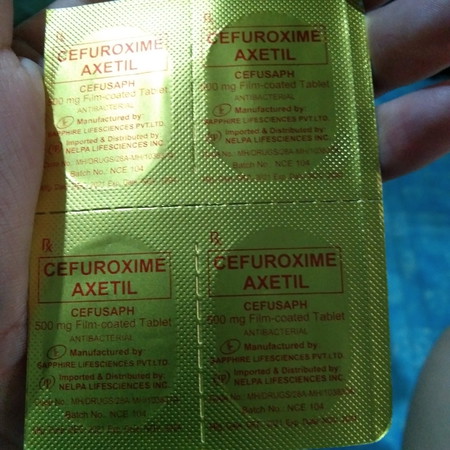 Rx
CEFUROXIME
AXETIL
CEFUSAPH
500 mg Film-coated Tablet
ANTIBACTERIAL
Manufactured by:
SAPPHIRE LIFESCIENCES PVT.LTD.
Imported & Distributed by:
NELPA LIFESCIENCES INC.
Batch No.: NCE 104
Rx
CEFUROXIME
AXETIL
CEFUSAPH
500 mg Film-coated Tablet
ANTIBACTERIAL
Manufactured by:
SAPPHIRE LIFESCIENCES PVT.LTD.
Imported & Distributed by:
NELPA LIFESCIENCES INC.
Batch No.: NCE 104
Rx
CEFUROXIME
AXETIL
CEFUSAPH
500 mg Film-coated Tablet
ANTIBACTERIAL
Manufactured by:
SAPPHIRE LIFESCIENCES PVT.LTD.
Imported & Distributed by:
NELPA LIFESCIENCES INC.
Batch No.: NCE 104
Rx
CEFUROXIME
AXETIL
CEFUSAPH
500 mg Film-coated Tablet
ANTIBACTERIAL
Manufactured by:
SAPPHIRE LIFESCIENCES PVT.LTD.
Imported & Distributed by:
NELPA LIFESCIENCES INC.
Batch No.: NCE 104